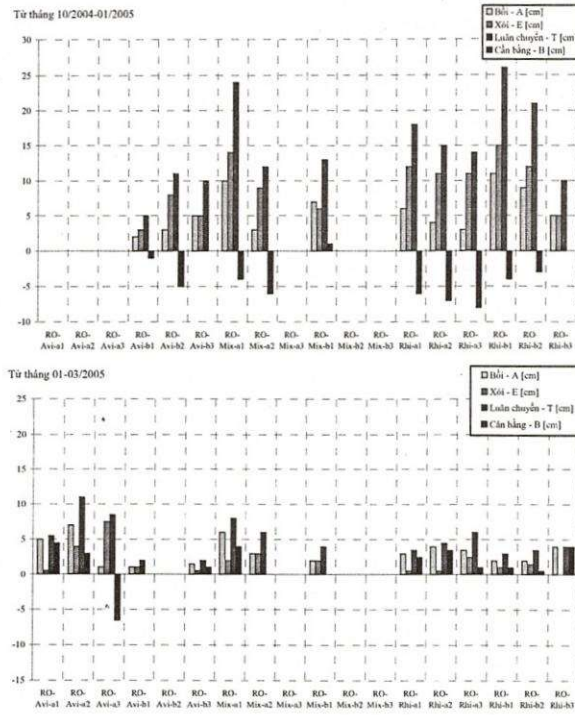 Từ tháng 10/2004-01/2005
Bồi - A [cm]
Xói - E [cm]
Luân chuyển - T [cm]
Cân bằng - B [cm]
30
25
20
15
10
5
0
-5
-10
RO- RO- RO- RO- RO- RO- RO- RO- RO- RO- RO- RO- RO- RO- RO- RO- RO- RO-
Avi-a1 Avi-a2 Avi-a3 Avi-b1 Avi-b2 Avi-b3 Mix-a1 Mix-a2 Mix-a3 Mix-b1 Mix-b2 Mix-b3 Rhi-a1 Rhi-a2 Rhi-a3 Rhi-b1 Rhi-b2 Rhi-b3
Từ tháng 01-03/2005
Bồi - A [cm]
Xói - E [cm]
Luân chuyển - T [cm]
Cân bằng - B [cm]
25
20
15
10
5
0
-5
-10
-15
RO- RO- RO- RO- RO- RO- RO- RO- RO- RO- RO- RO- RO- RO- RO- RO- RO- RO-
Avi-a1 Avi-a2 Avi-a3 Avi-b1 Avi-b2 Avi-b3 Mix-a1 Mix-a2 Mix-a3 Mix-b1 Mix-b2 Mix-b3 Rhi-a1 Rhi-a2 Rhi-a3 Rhi-b1 Rhi-b2 Rhi-b3